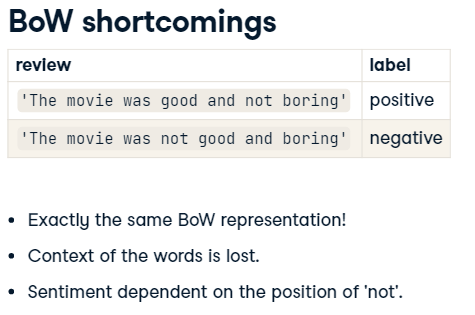 BoW shortcomings
review label
'The movie was good and not boring' positive
'The movie was not good and boring' negative
• Exactly the same BoW representation!
• Context of the words is lost.
• Sentiment dependent on the position of 'not'.